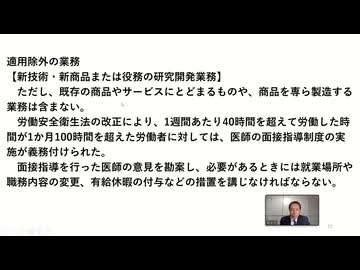 適用除外の業務
【新技術・新商品または役務の研究開発業務】
ただし、既存の商品やサービスにとどまるものや、商品を専ら製造する
業務は含まない。
労働安全衛生法の改正により、1週間あたり40時間を超えて労働した時
間が1か月100時間を超えた労働者に対しては、医師の面接指導制度の実
施が義務付けられた。
面接指導を行った医師の意見を勘案し、必要があるときには就業場所や
職務内容の変更、有給休暇の付与などの措置を講じなければならない。